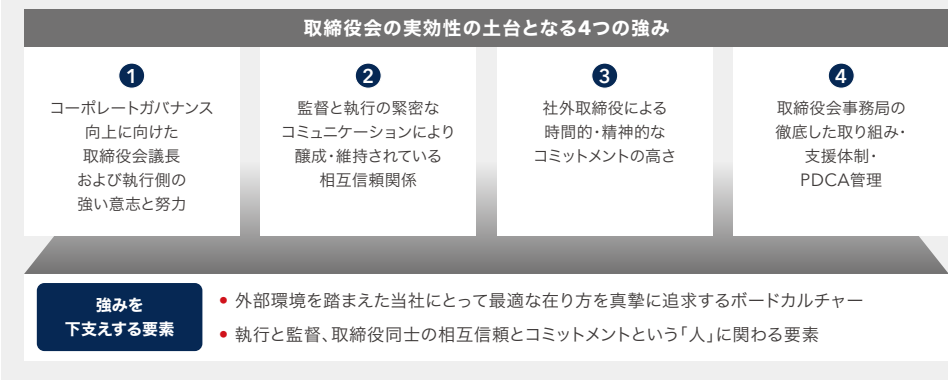 取締役会の実効性の土台となる4つの強み
1
コーポレートガバナンス
向上に向けた
取締役会議長
および執行側の
強い意志と努力
2
監督と執行の緊密な
コミュニケーションにより
醸成・維持されている
相互信頼関係
3
社外取締役による
時間的・精神的な
コミットメントの高さ
4
取締役会事務局の
徹底した取り組み・
支援体制・
PDCA管理
強みを
下支えする要素
• 外部環境を踏まえた当社にとって最適な在り方を真摯に追求するボードカルチャー
• 執行と監督、取締役同士の相互信頼とコミットメントという「人」に関わる要素